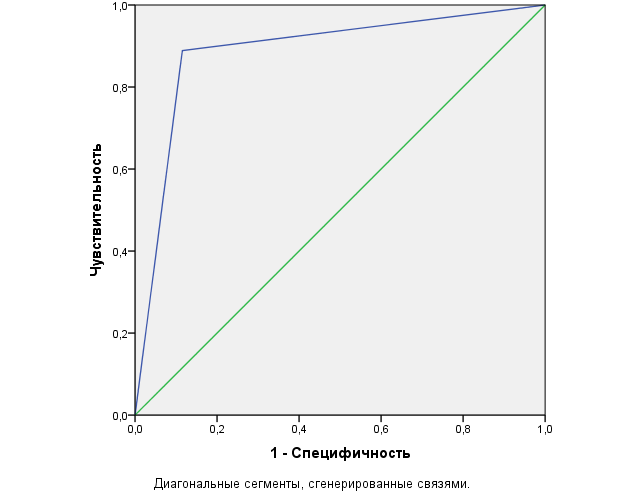 1,0
0,8
0,6
0,4
0,2
0,0
Чувствительность
0,0 0,2 0,4 0,6 0,8 1,0
1 - Специфичность
Диагональные сегменты, сгенерированные связями.